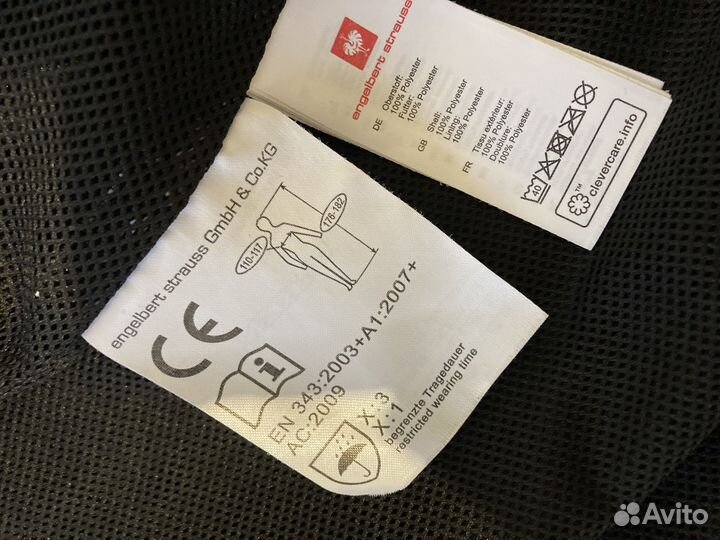 engelbert strauss
DE Oberstoff:
100% Polyester
Futter:
100% Polyester
GB Shell:
100% Polyester
Lining:
100% Polyester
FR Tissu extérieur:
100% Polyester
Doublure:
100% Polyester
40
™ clevercare.info
engelbert strauss GmbH & Co.KG
110-117
176-182
CE
i
EN 343:2003+A1:2007+
AC:2009
X:3
X:1
begrenzte Tragedauer
restricted wearing time
Avito